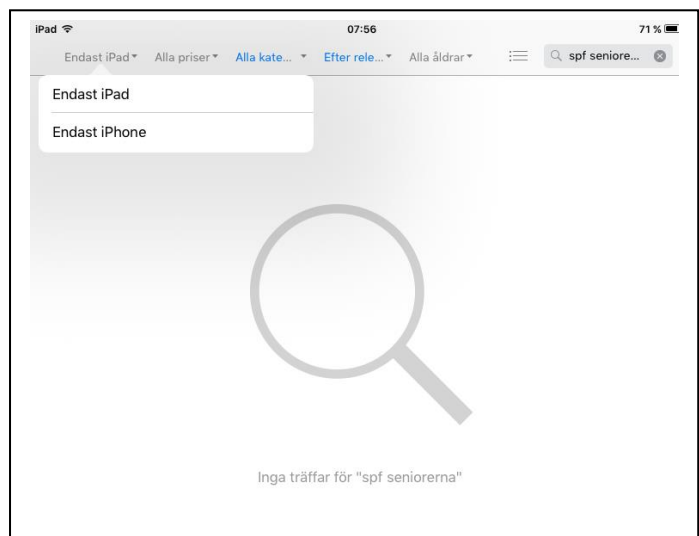 iPad 07:56 71 %
Endast iPad Alla priser Alla kate... Efter rele... Alla åldrar spf seniore...
Endast iPad
Endast iPhone
Inga träffar för "spf seniorerna"